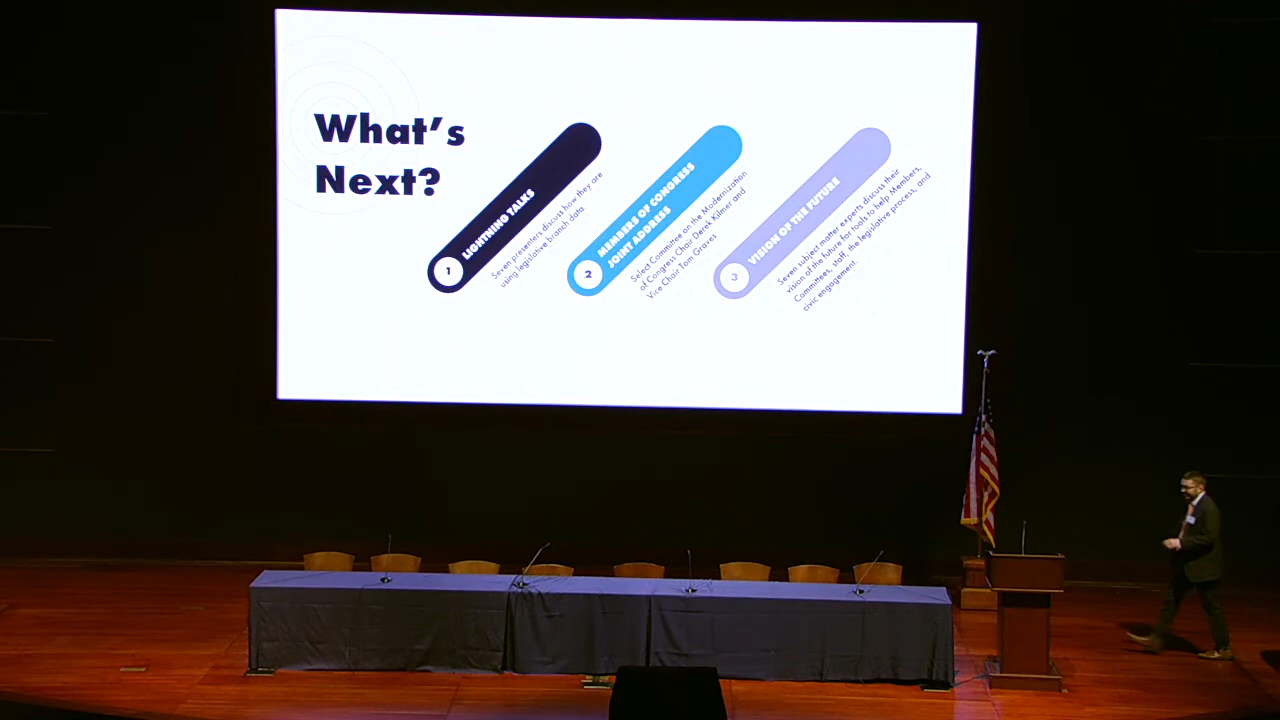 What's
Next?
1
LIGHTNING TALKS
Seven presenters discuss how they are
using legislative branch data.
2
MEMBERS OF CONGRESS
JOINT ADDRESS
Select Committee on the Modernization
of Congress Chair Derek Kilmer and
Vice Chair Tom Graves
3
VISION OF THE FUTURE
Seven subject matter experts discuss their
vision of the future for tools to help Members,
Committees, staff, the legislative process, and
civic engagement.